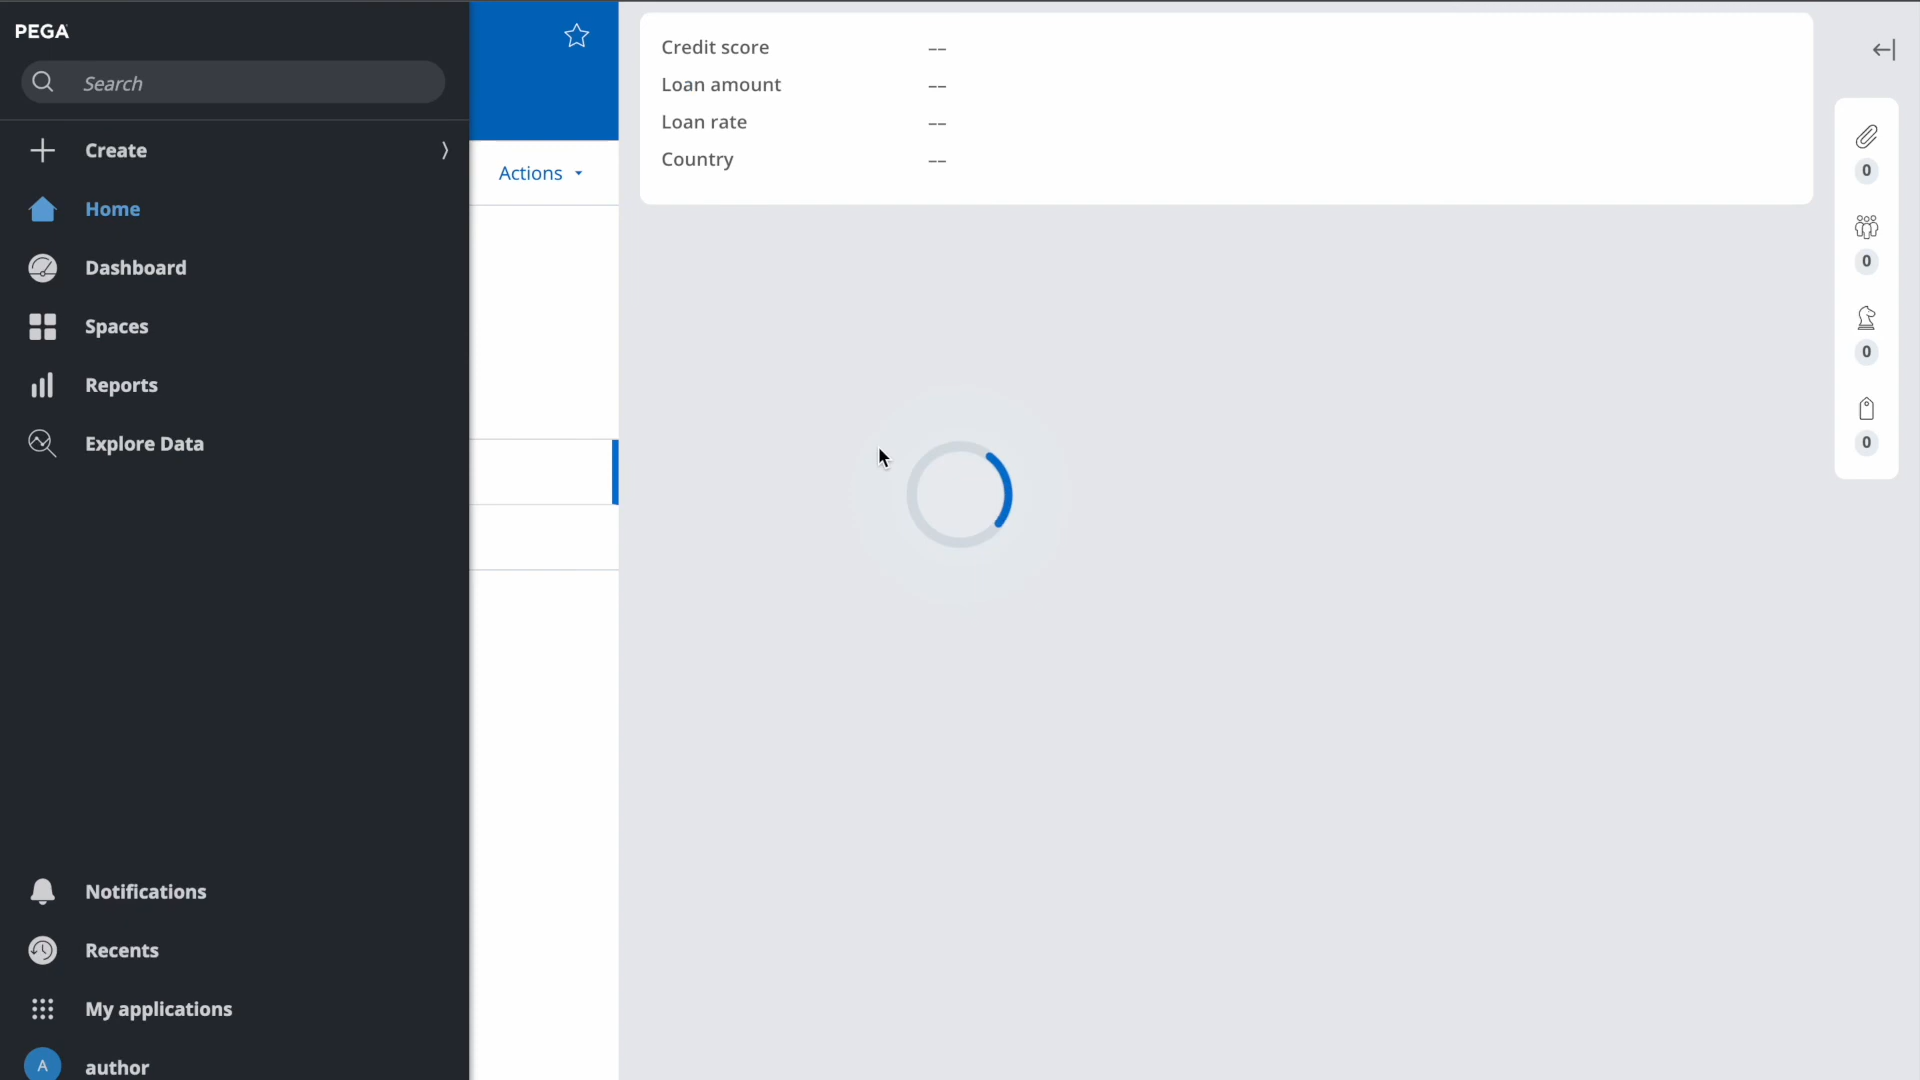 PEGA
Search
Create
Home
Dashboard
Spaces
Reports
Explore Data
Notifications
Recents
My applications
A author
Actions
Credit score --
Loan amount --
Loan rate --
Country --
0
0
0
0